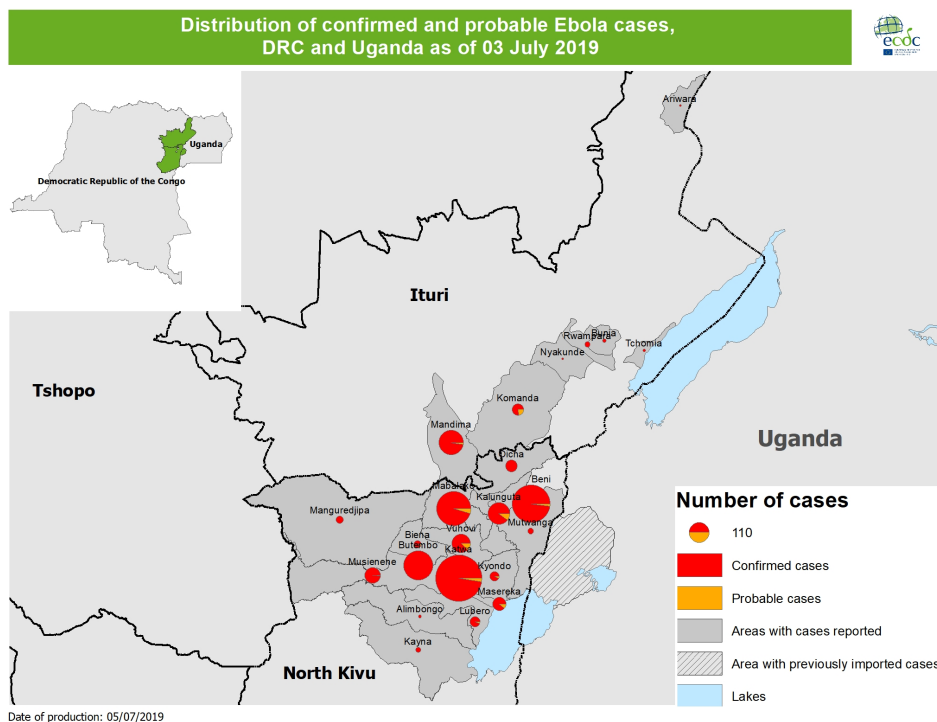 Distribution of confirmed and probable Ebola cases,
DRC and Uganda as of 03 July 2019
ecdc
Uganda
Democratic Republic of the Congo
Ariwara
Ituri
Tshopo
Uganda
North Kivu
Rwampara
Bunia
Nyakunde
Tchomia
Komanda
Mandima
Oicha
Beni
Mabalako
Kalunguta
Manguredjipa
Mutwanga
Vuhovi
Biena
Butembo
Katwa
Musienene
Kyondo
Masereka
Alimbongo
Lubero
Kayna
Number of cases
110
Confirmed cases
Probable cases
Areas with cases reported
Area with previously imported cases
Lakes
Date of production: 05/07/2019